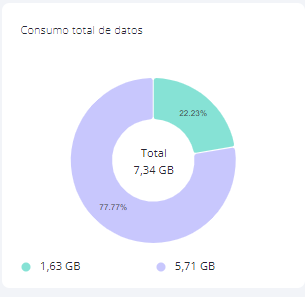 Consumo total de datos
22.23%
Total
7,34 GB
77.77%
1,63 GB
5,71 GB